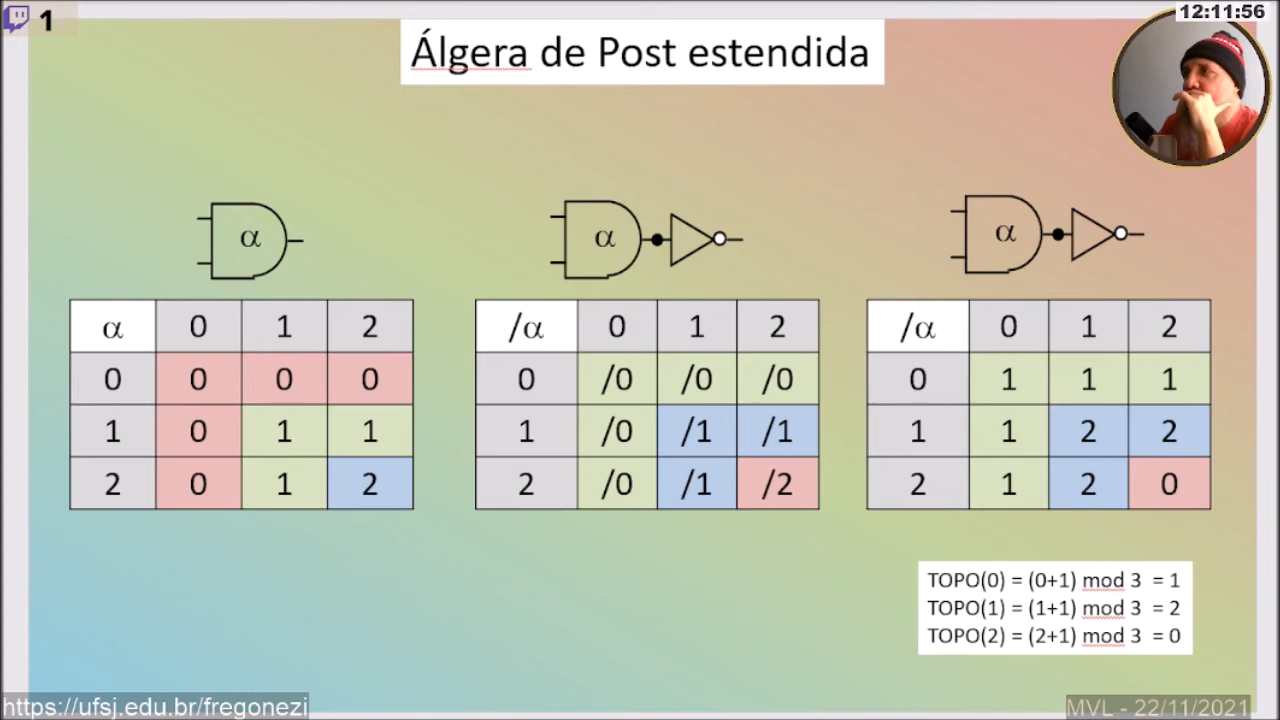 1
12:11:56
Álgera de Post estendida
α
α
α
α 0 1 2
0 0 0 0
1 0 1 1
2 0 1 2
/α 0 1 2
0 /0 /0 /0
1 /0 /1 /1
2 /0 /1 /2
/α 0 1 2
0 1 1 1
1 1 2 2
2 1 2 0
TOPO(0) = (0+1) mod 3 = 1
TOPO(1) = (1+1) mod 3 = 2
TOPO(2) = (2+1) mod 3 = 0
https://ufsj.edu.br/fregonezi
MVL - 22/11/2021